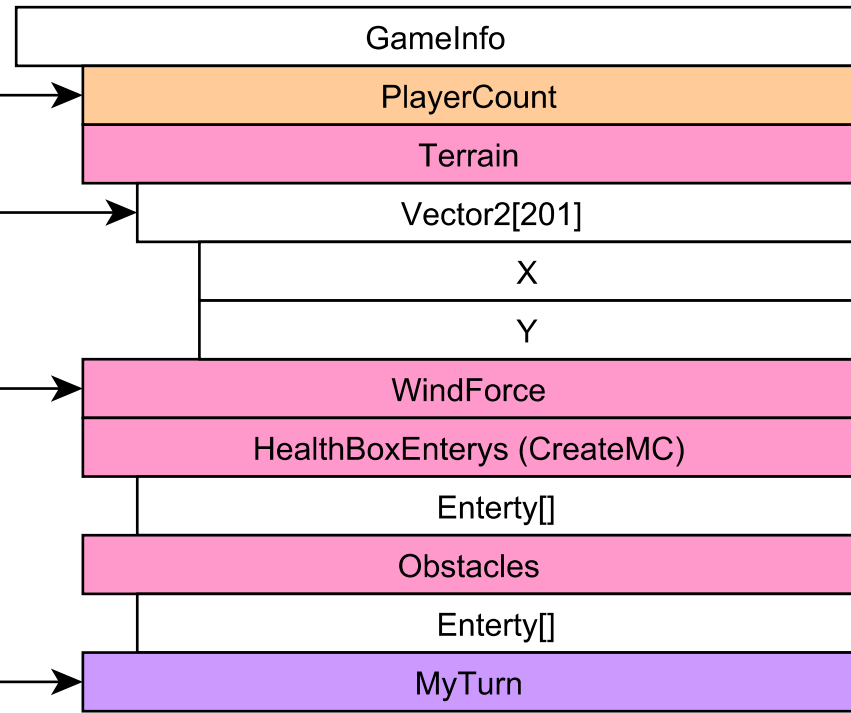 GameInfo
PlayerCount
Terrain
Vector2[201]
X
Y
WindForce
HealthBoxEnterys (CreateMC)
Enterty[]
Obstacles
Enterty[]
MyTurn